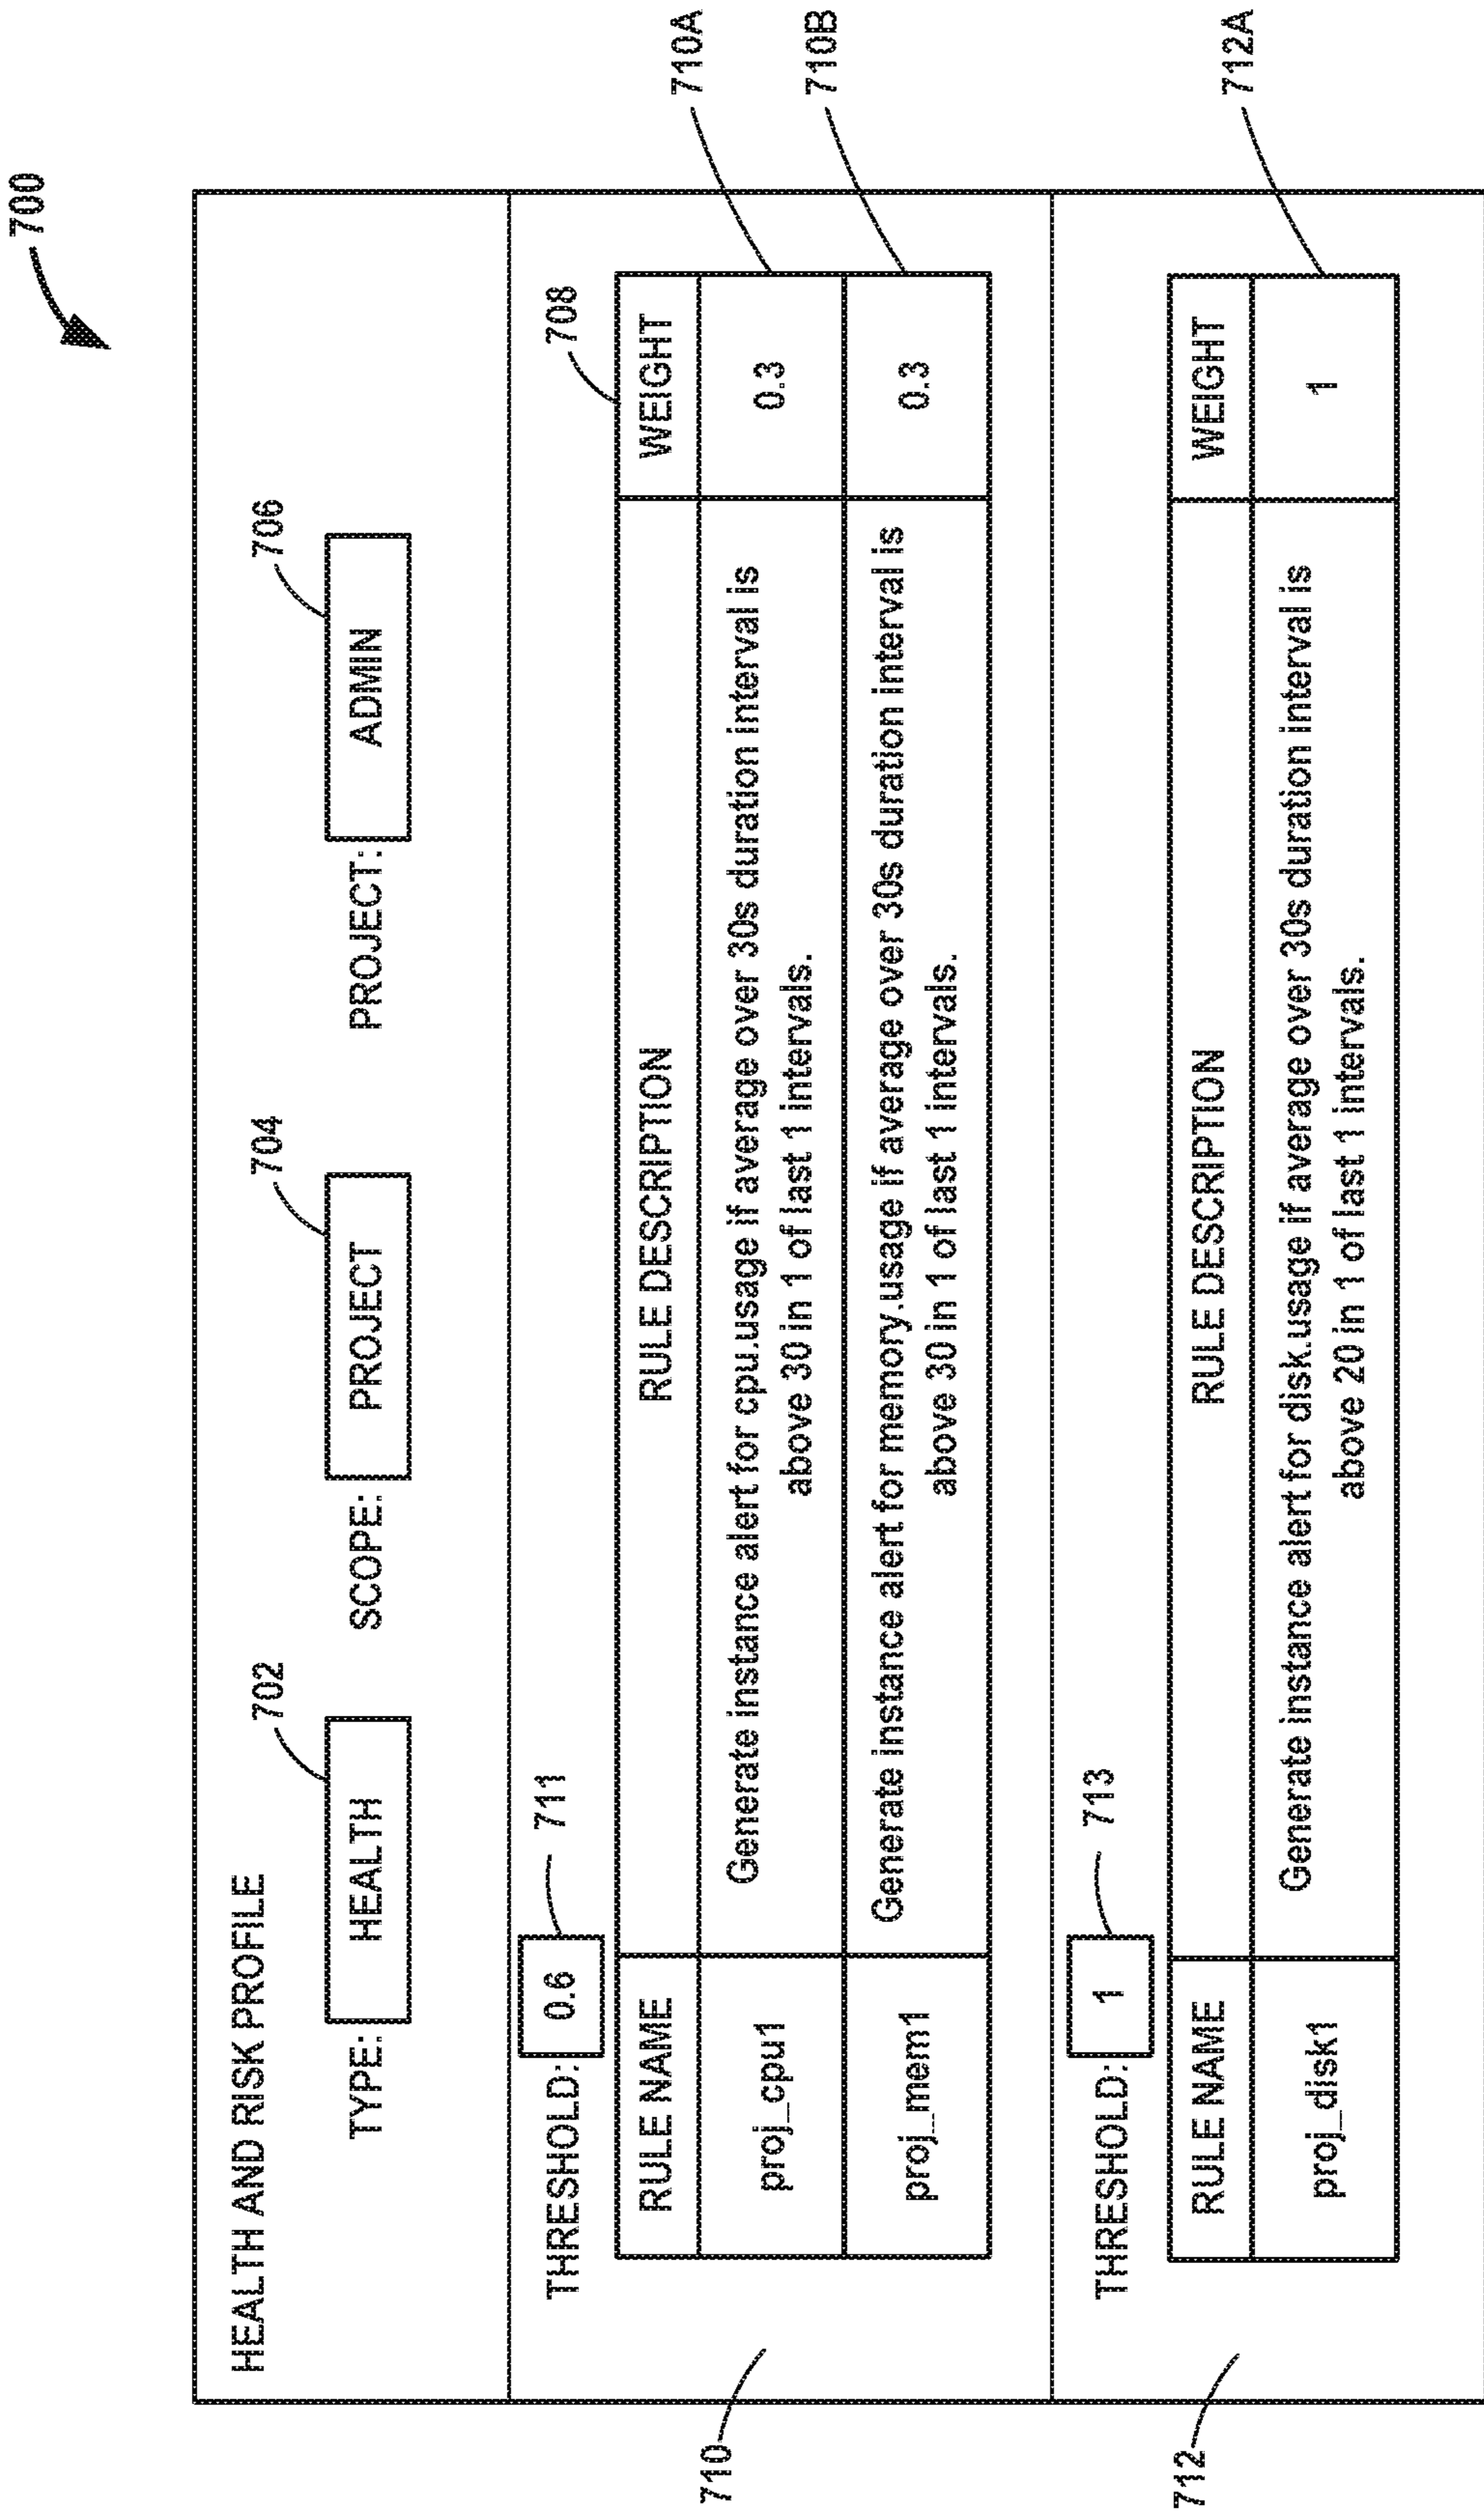 700
HEALTH AND RISK PROFILE
702
704
706
TYPE: HEALTH SCOPE: PROJECT PROJECT: ADMIN
711
THRESHOLD: 0.6
708
RULE NAME RULE DESCRIPTION WEIGHT
proj_cpu1 Generate instance alert for cpu.usage if average over 30s duration interval is 0.3
above 30 in 1 of last 1 intervals.
710A
proj_mem1 Generate instance alert for memory.usage if average over 30s duration interval is 0.3
above 30 in 1 of last 1 intervals.
710B
710
713
THRESHOLD: 1
RULE NAME RULE DESCRIPTION WEIGHT
proj_disk1 Generate instance alert for disk.usage if average over 30s duration interval is 1
above 20 in 1 of last 1 intervals.
712A
712